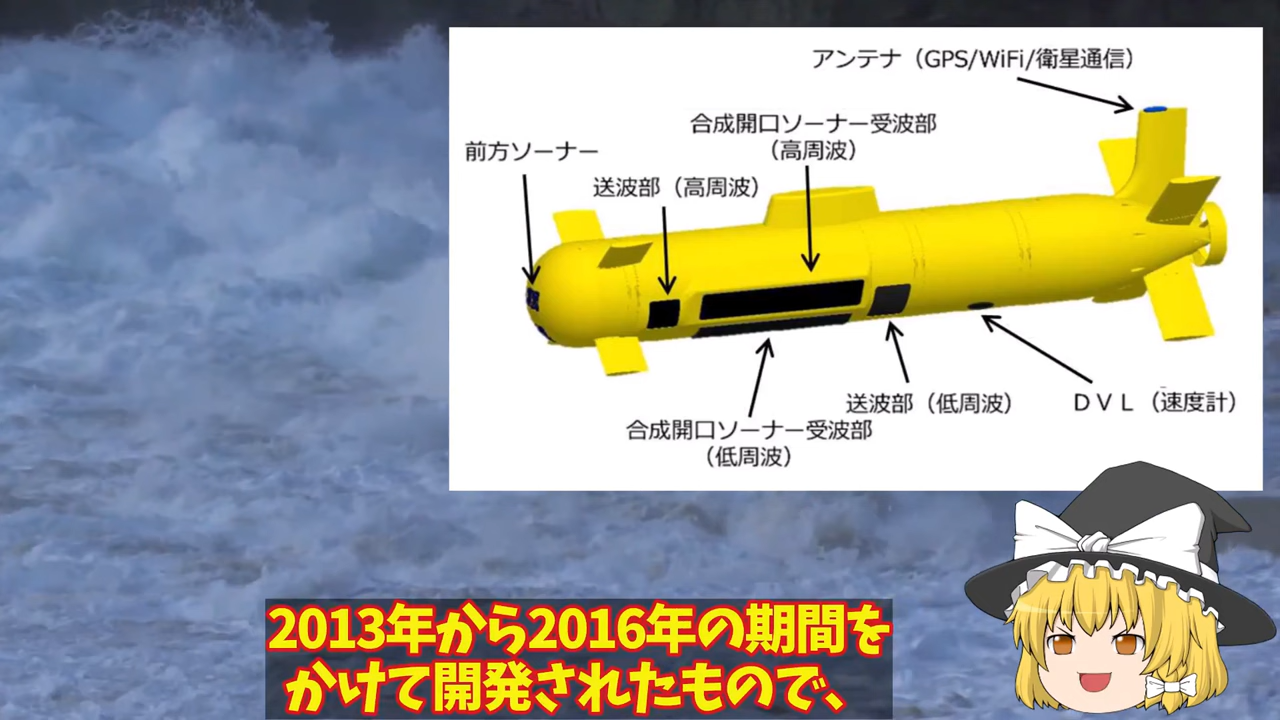 アンテナ（GPS/WiFi/衛星通信）
合成開口ソーナー受波部
（高周波）
前方ソーナー
送波部（高周波）
送波部（低周波）
ＤＶＬ（速度計）
合成開口ソーナー受波部
（低周波）
2013年から2016年の期間を
かけて開発されたもので、